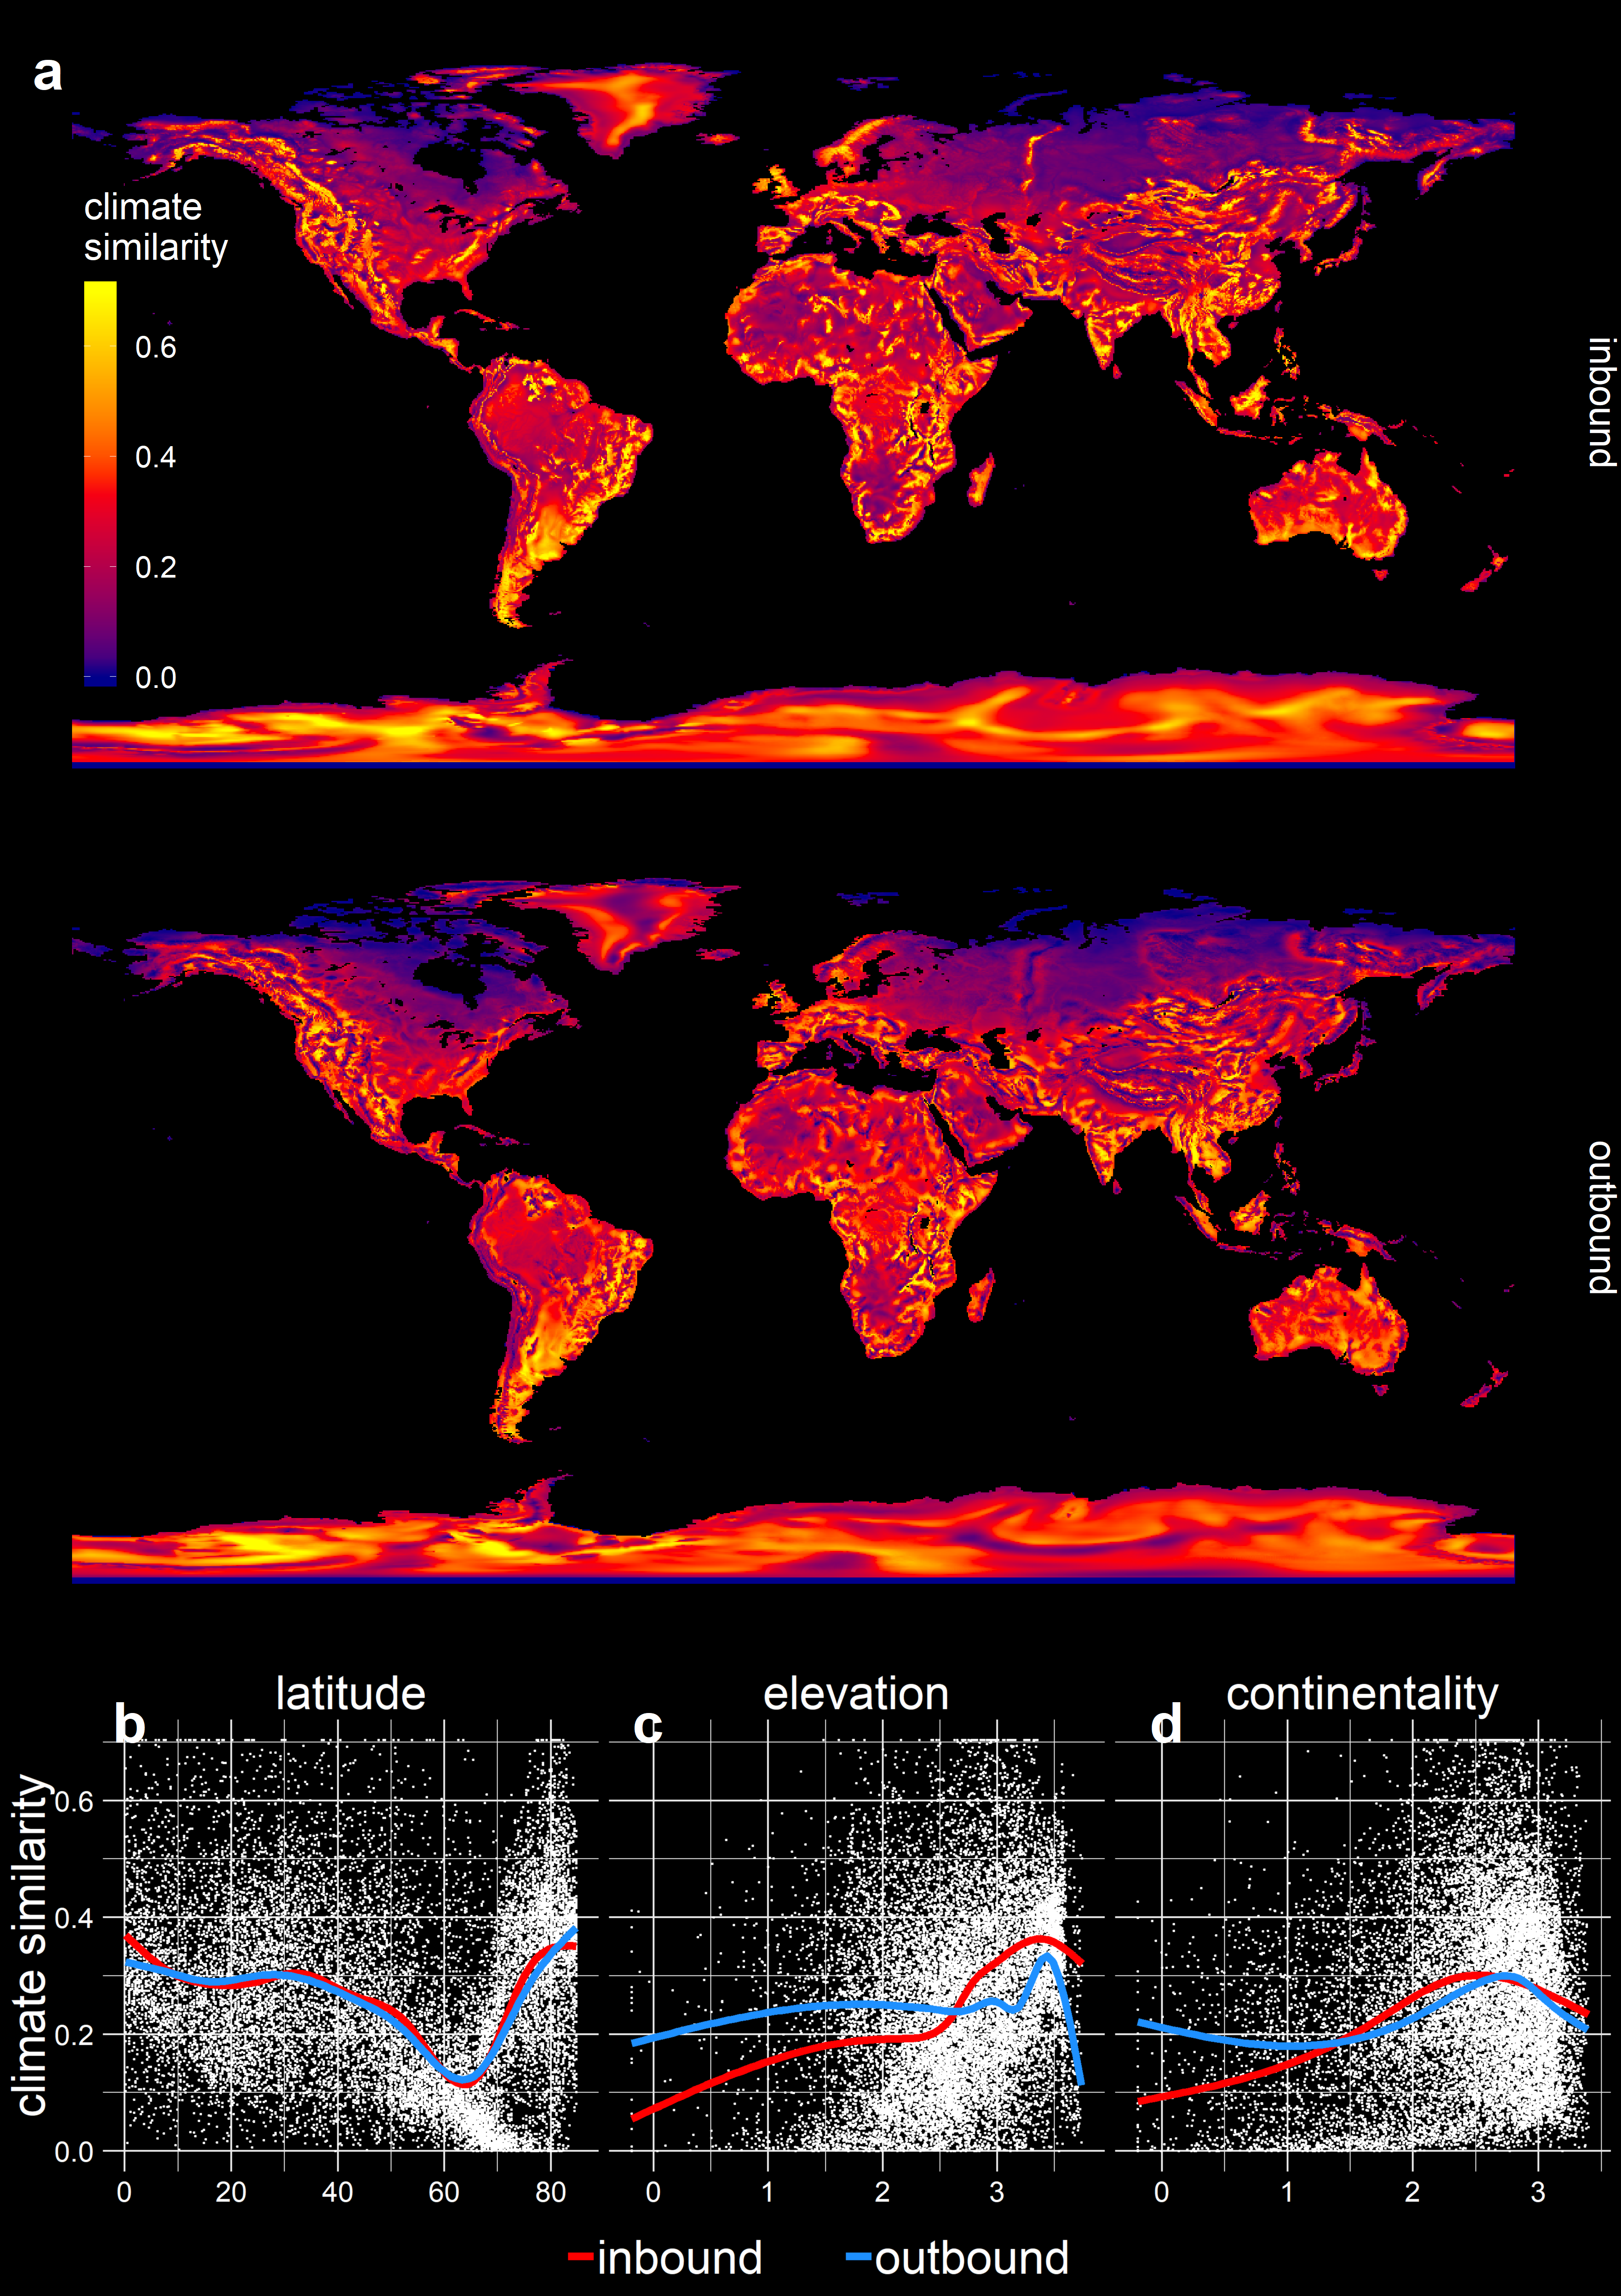 a
climate
similarity
0.6
0.4
0.2
0.0
inbound
outbound
latitude
elevation
continentality
b
c
d
climate similarity
0.6
0.4
0.2
0.0
0 20 40 60 80
0 1 2 3
0 1 2 3
inbound outbound